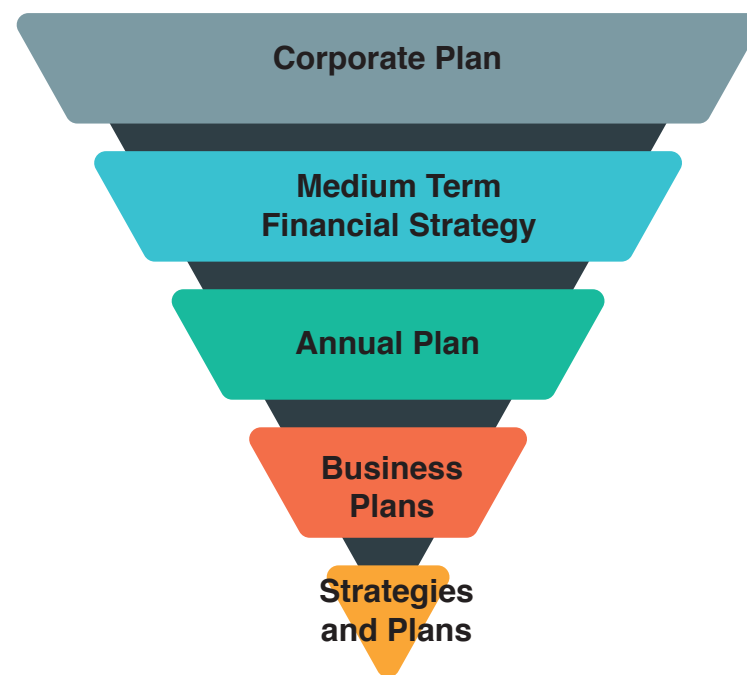 Corporate Plan
Medium Term
Financial Strategy
Annual Plan
Business
Plans
Strategies
and Plans